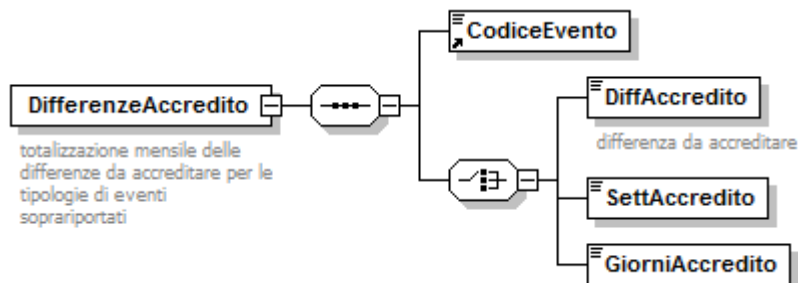 CodiceEvento
DifferenzeAccredito
totalizzazione mensile delle
differenze da accreditare per le
tipologie di eventi
soprariportati
DiffAccredito
differenza da accreditare
SettAccredito
GiorniAccredito